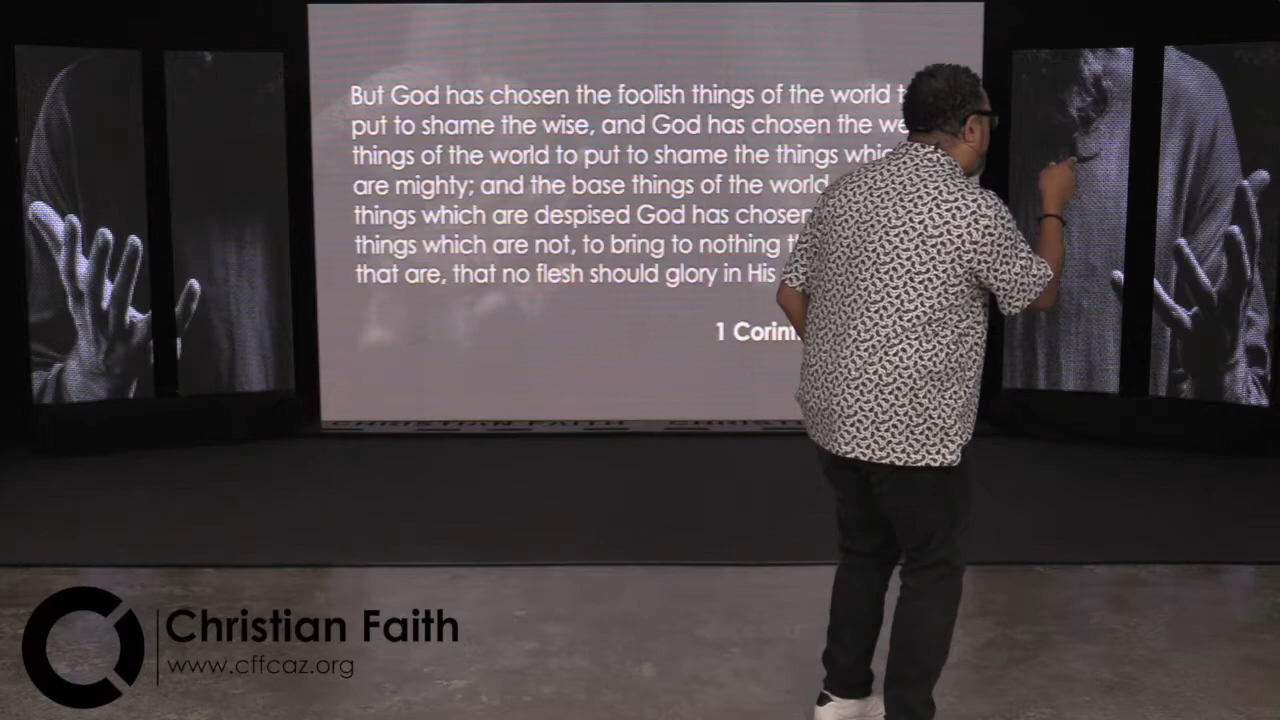 But God has chosen the foolish things of the world
put to shame the wise, and God has chosen the
things of the world to put to shame the things
are mighty; and the base things of the world
things which are despised God has chosen
things which are not, to bring to nothing
that are, that no flesh should glory in His
1
CHRISTIAN FAITH
Christian Faith
www.cffcaz.org